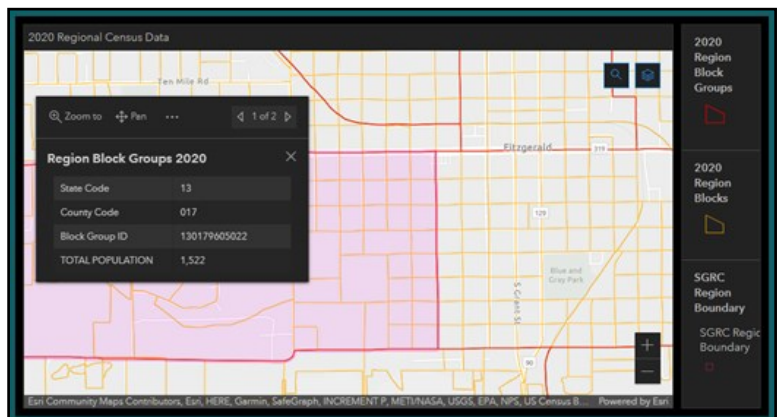 2020 Regional Census Data
Ten Mile Rd
Zoom to
Pan
1 of 2
Region Block Groups 2020
State Code 13
County Code 017
Block Group ID 130179605022
TOTAL POPULATION 1,522
Fitzgerald
319
129
Blue and
Gray Park
S Grant St
90
Esri Community Maps Contributors, Esri, HERE, Garmin, SafeGraph, INCREMENT P, METI/NASA, USGS, EPA, NPS, US Census B...
Powered by Esri
2020
Region
Block
Groups
2020
Region
Blocks
SGRC
Region
Boundary
SGRC Regio
Boundary